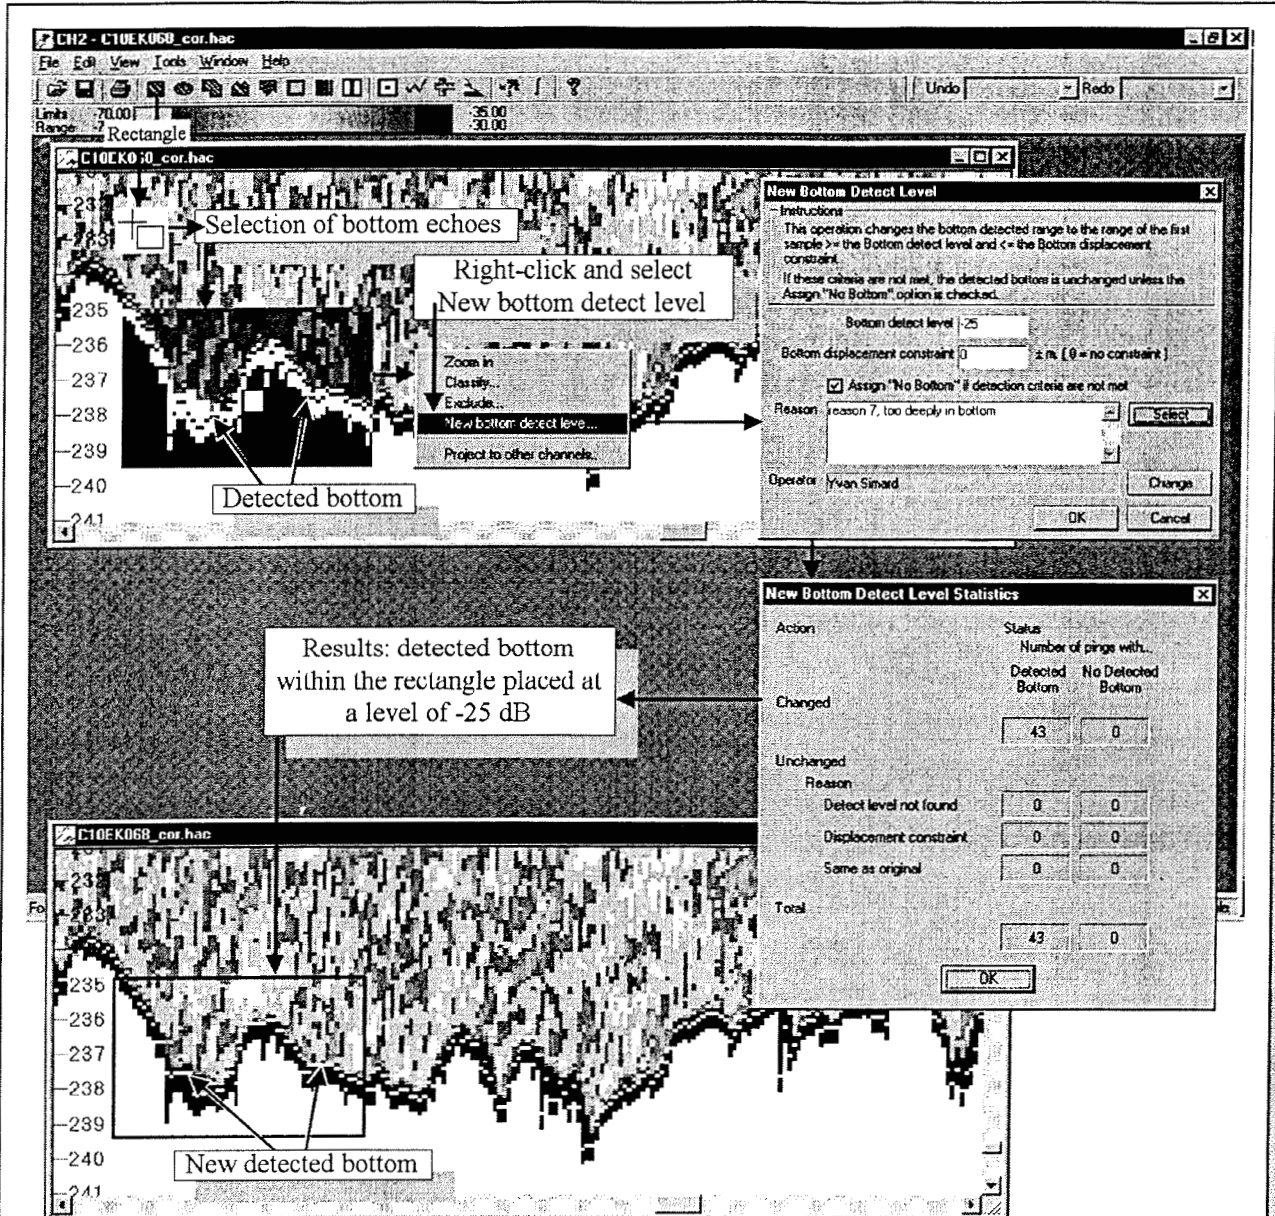 CH2 - C10EK068_cor.hac
File Edit View Tools Window Help
Undo Redo
Limits -70.00 -35.00
Range -7 -30.00
Rectangle
C10EK0 0_cor.hac
232
233
Selection of bottom echoes
235
236
237
238
239
240
241
Right-click and select
New bottom detect level
Zoom in
Classify...
Exclude...
New bottom detect level...
Project to other channels..
Detected bottom
New Bottom Detect Level
Instructions
This operation changes the bottom detected range to the range of the first
sample >= the Bottom detect level and <= the Bottom displacement
constraint.
If these criteria are not met, the detected bottom is unchanged unless the
Assign "No Bottom" option is checked.
Bottom detect level -25
Bottom displacement constraint 0 ± m. ( 0 = no constraint )
Assign "No Bottom" if detection criteria are not met
Reason reason 7, too deeply in bottom
Select
Operator Yvan Simard
Change
OK Cancel
New Bottom Detect Level Statistics
Action Status
Number of pings with...
Detected Bottom
No Detected Bottom
Changed
43 0
Unchanged
Reason
Detect level not found 0 0
Displacement constraint 0 0
Same as original 0 0
Total
43 0
OK
Results: detected bottom
within the rectangle placed at
a level of -25 dB
Fo
C10EK068_cor.hac
232
233
235
236
237
238
239
240
241
New detected bottom